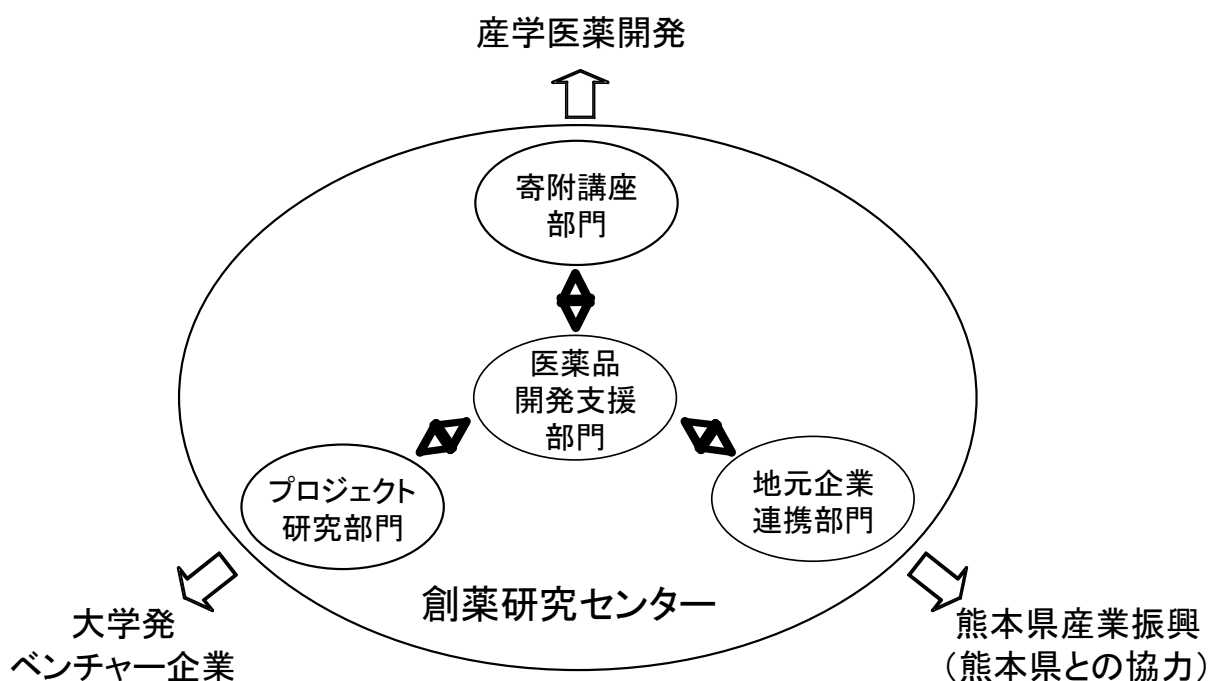 産学医薬開発
寄附講座
部門
医薬品
開発支援
部門
プロジェクト
研究部門
地元企業
連携部門
創薬研究センター
大学発
ベンチャー企業
熊本県産業振興
（熊本県との協力）